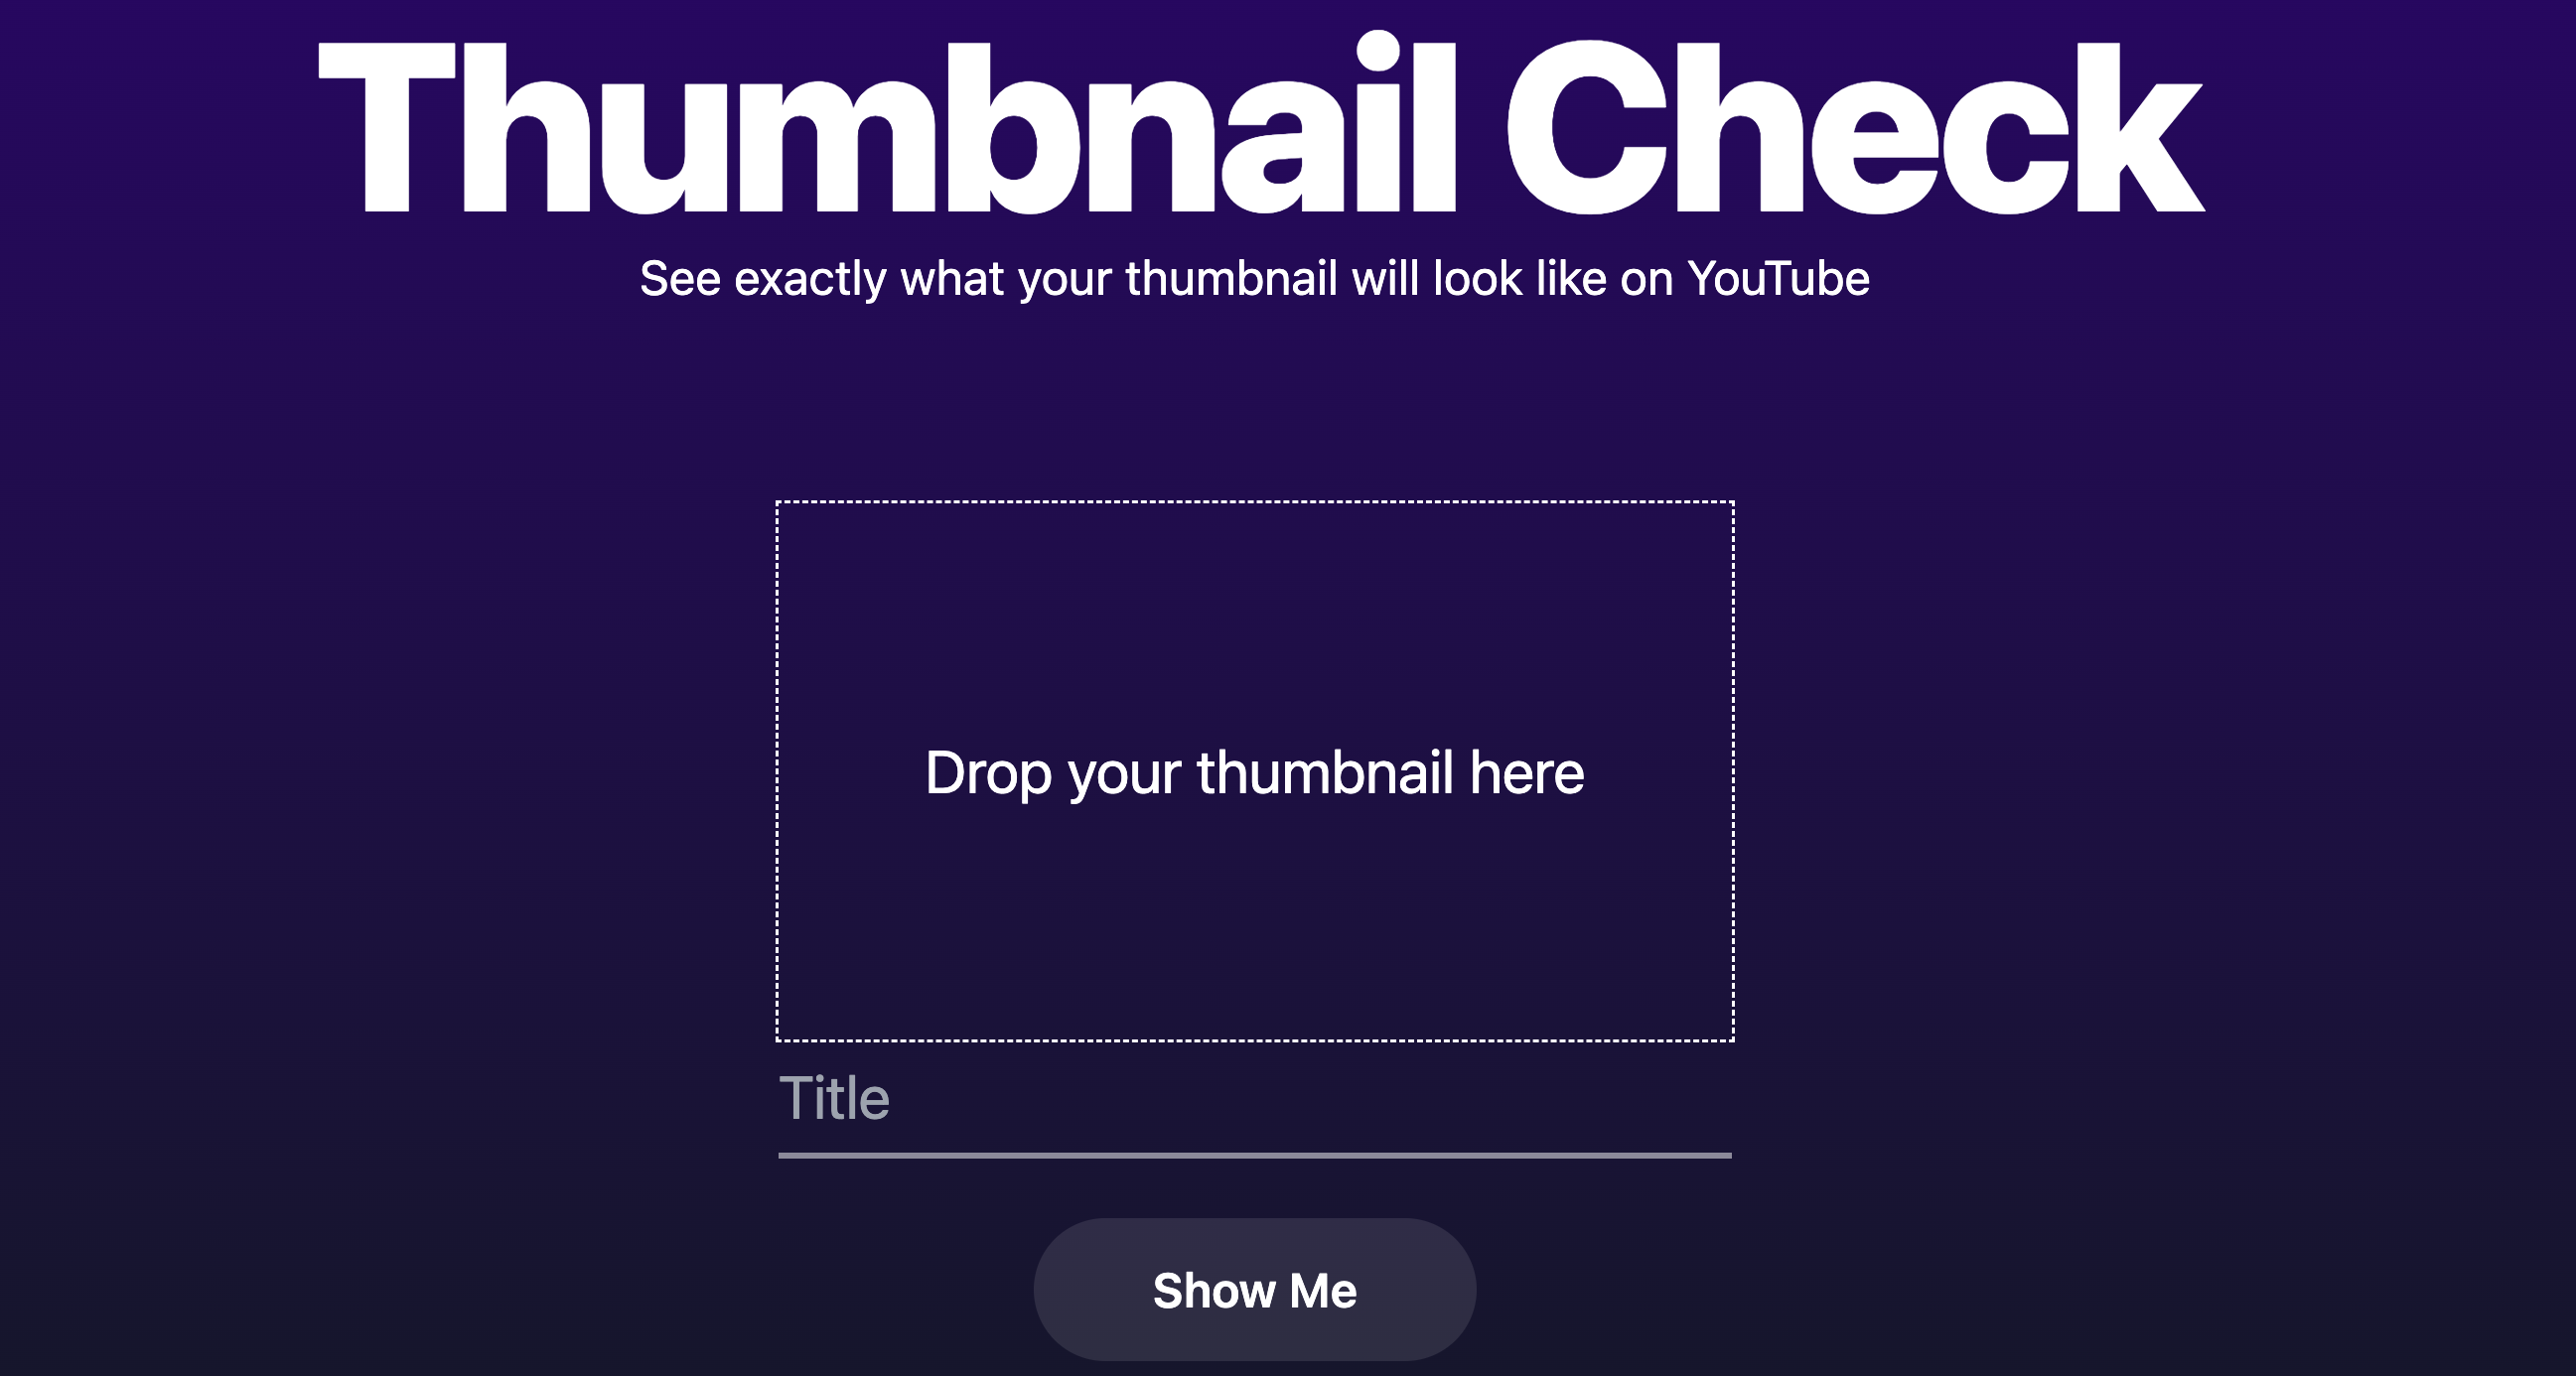 Thumbnail Check
See exactly what your thumbnail will look like on YouTube
Drop your thumbnail here
Title
Show Me